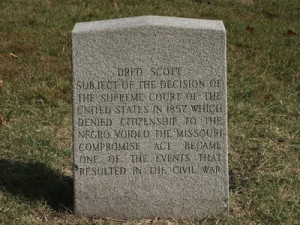 DRED SCOTT
SUBJECT OF THE DECISION OF
THE SUPREME COURT OF THE
UNITED STATES IN 1857 WHICH
DENIED CITIZENSHIP TO THE
NEGRO VOIDED THE MISSOURI
COMPROMISE ACT BECAME
ONE OF THE EVENTS THAT
RESULTED IN THE CIVIL WAR